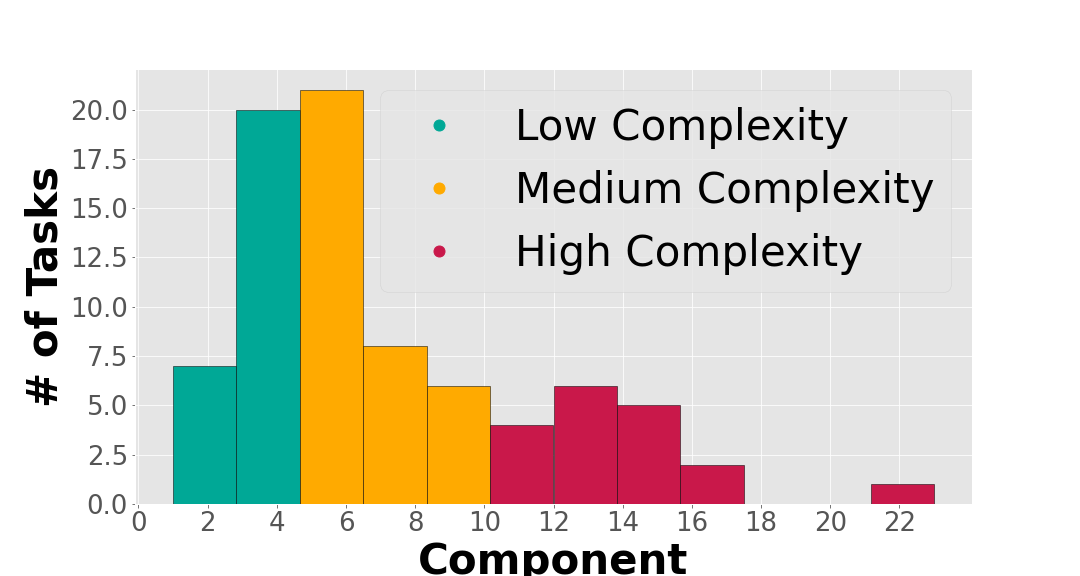 # of Tasks
20.0
17.5
15.0
12.5
10.0
7.5
5.0
2.5
0.0
Low Complexity
Medium Complexity
High Complexity
0 2 4 6 8 10 12 14 16 18 20 22
Component